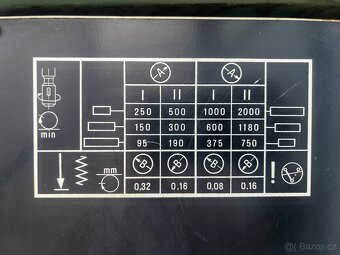 A A
I II I II
min 250 500 1000 2000
150 300 600 1180
95 190 375 750
mm B B B B !
0,32 0.16 0,08 0.16
bazos.cz